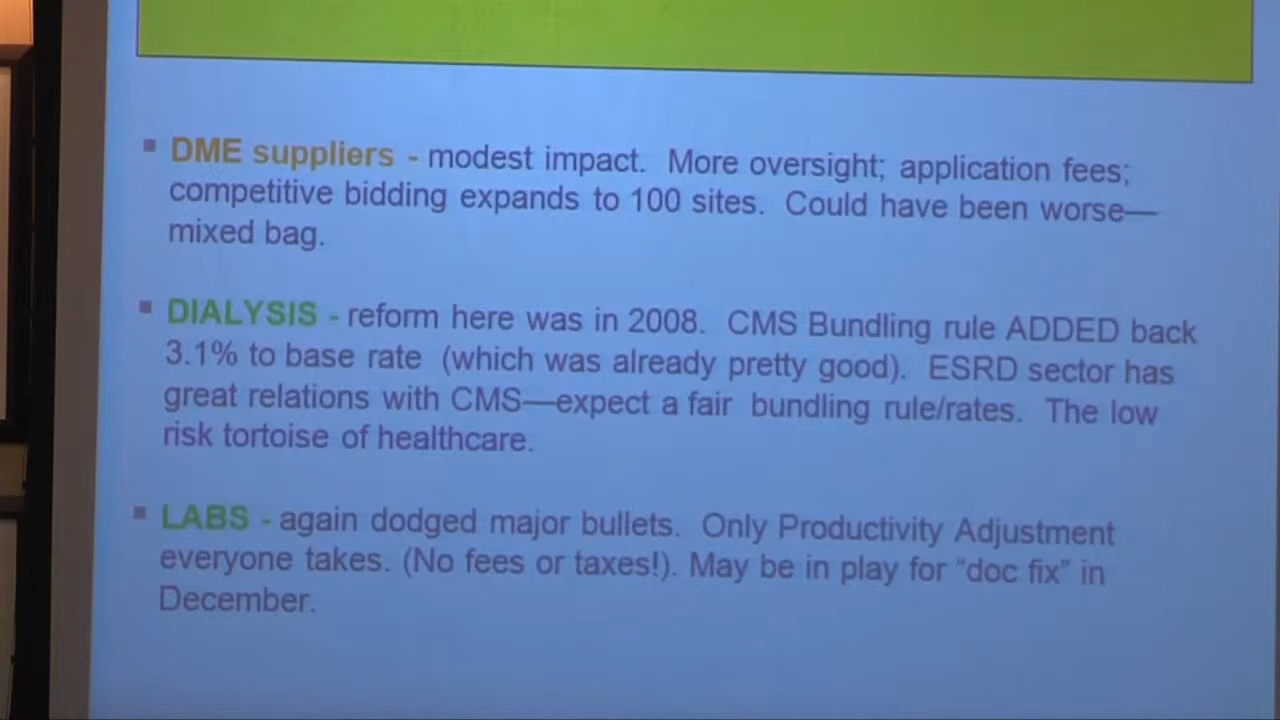 ▪ DME suppliers - modest impact. More oversight; application fees;
competitive bidding expands to 100 sites. Could have been worse—
mixed bag.
▪ DIALYSIS - reform here was in 2008. CMS Bundling rule ADDED back
3.1% to base rate (which was already pretty good). ESRD sector has
great relations with CMS—expect a fair bundling rule/rates. The low
risk tortoise of healthcare.
▪ LABS - again dodged major bullets. Only Productivity Adjustment
everyone takes. (No fees or taxes!). May be in play for “doc fix” in
December.